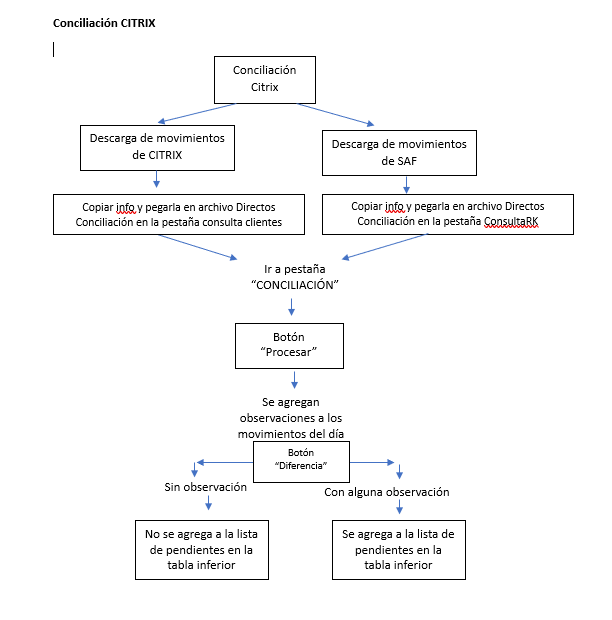 Conciliación CITRIX
Conciliación
Citrix
Descarga de movimientos
de CITRIX
Descarga de movimientos
de SAF
Copiar info y pegarla en archivo Directos
Conciliación en la pestaña consulta clientes
Copiar info y pegarla en archivo Directos
Conciliación en la pestaña ConsultaRK
Ir a pestaña
“CONCILIACIÓN”
Botón
“Procesar”
Se agregan
observaciones a los
movimientos del día
Botón
“Diferencia”
Sin observación
Con alguna observación
No se agrega a la lista
de pendientes en la
tabla inferior
Se agrega a la lista de
pendientes en la
tabla inferior